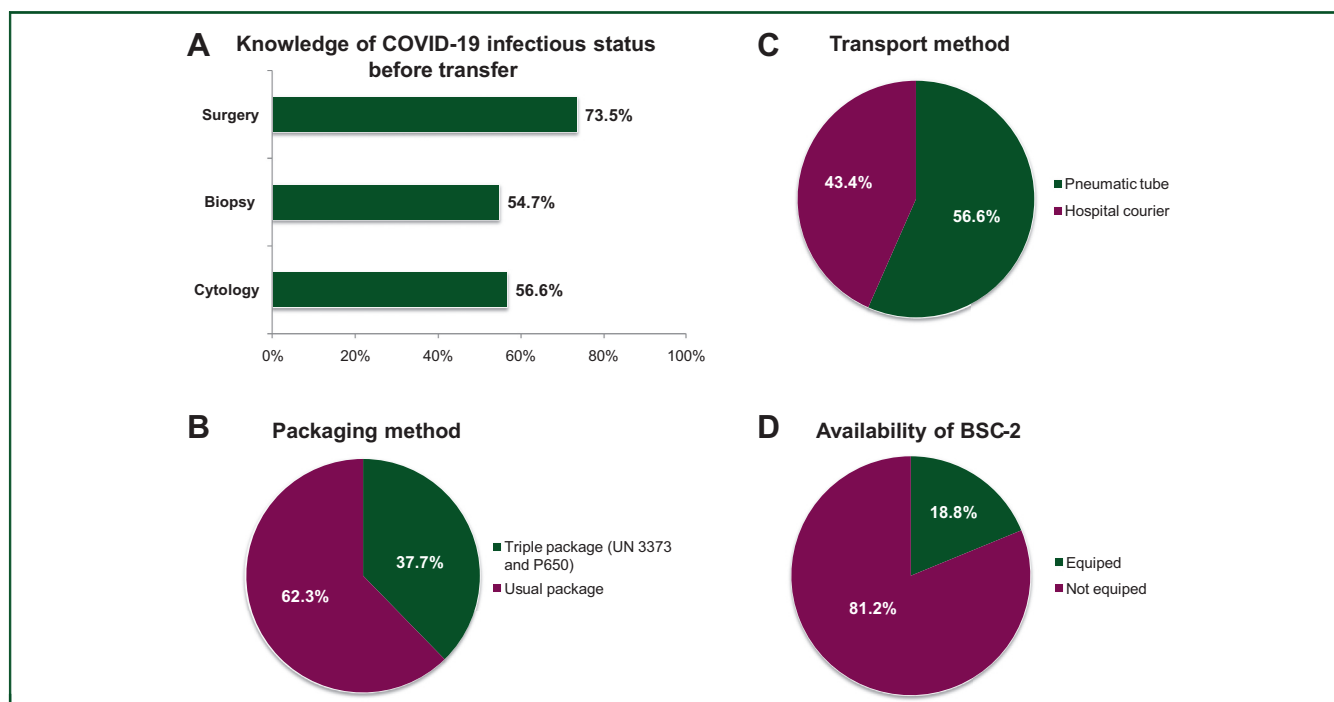 A
Knowledge of COVID-19 infectious status
before transfer
Surgery
73.5%
Biopsy
54.7%
Cytology
56.6%
0%
20%
40%
60%
80%
100%
B
Packaging method
37.7%
62.3%
Triple package (UN 3373
and P650)
Usual package
C
Transport method
43.4%
56.6%
Pneumatic tube
Hospital courier
D
Availability of BSC-2
18.8%
81.2%
Equiped
Not equiped